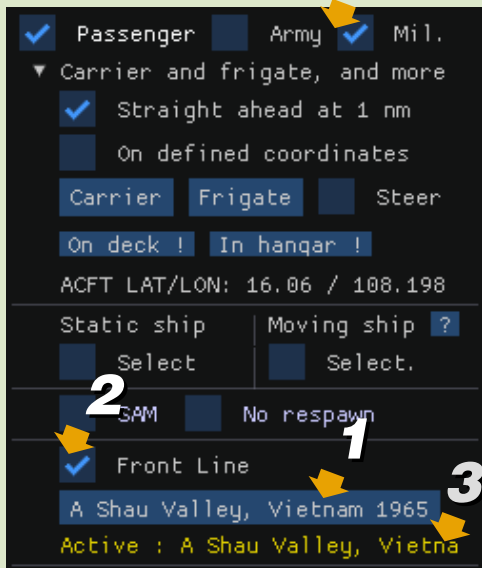 Passenger Army Mil.
▼ Carrier and frigate, and more
Straight ahead at 1 nm
On defined coordinates
Carrier Frigate Steer
On deck ! In hangar !
ACFT LAT/LON: 16.06 / 108.198
Static ship Moving ship ?
Select Select.
2
SAM No respawn
1
Front Line
3
A Shau Valley, Vietnam 1965
Active : A Shau Valley, Vietna